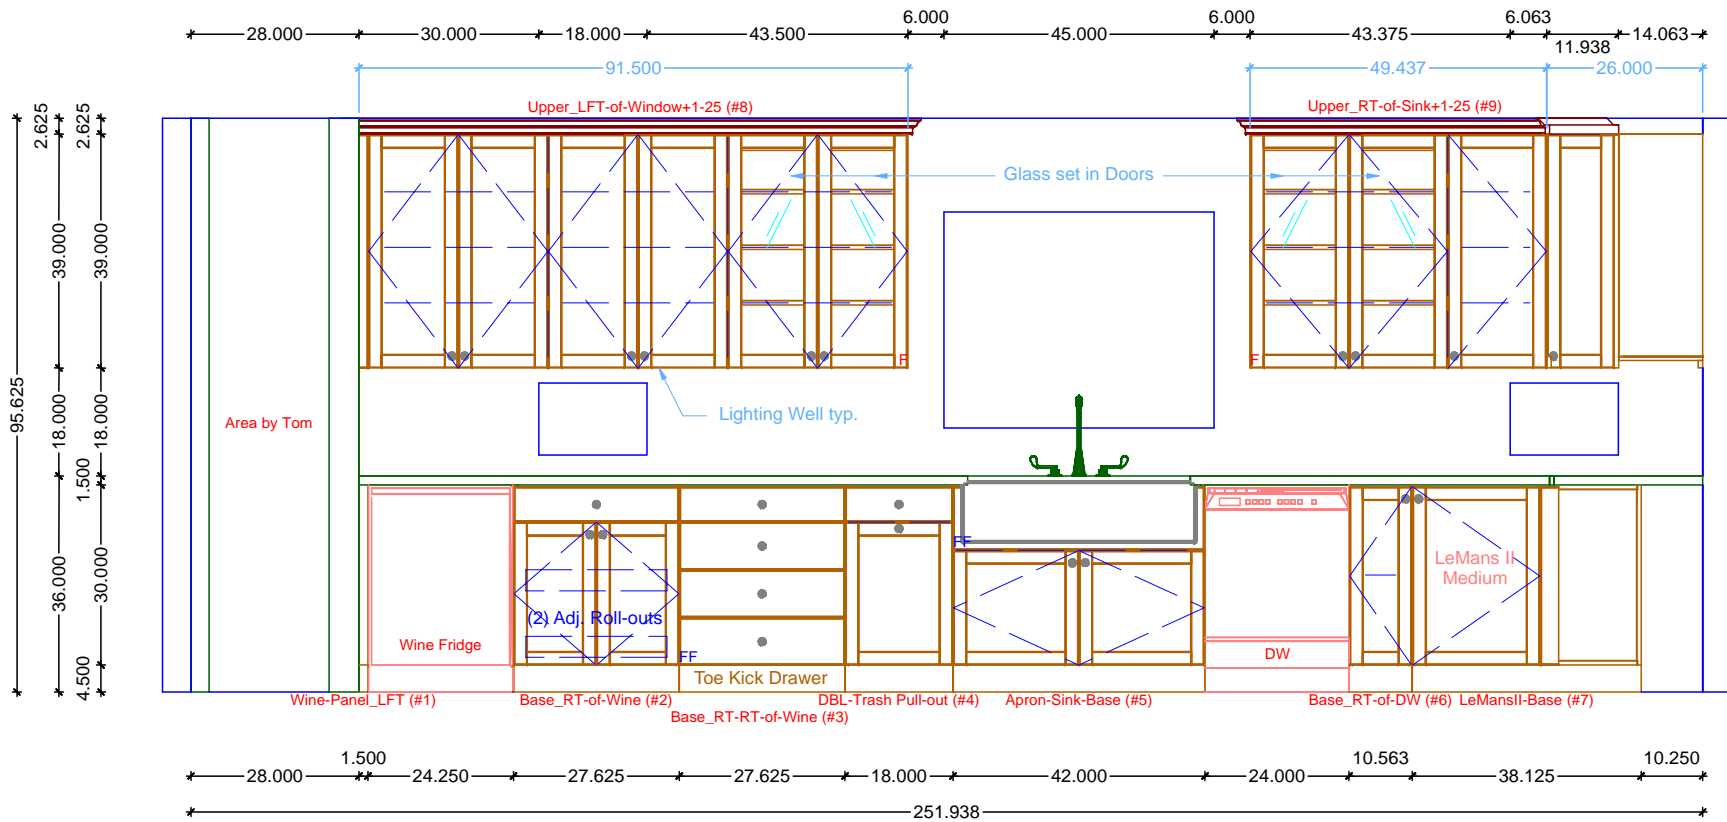 6.000
6.000
6.063
28.000
30.000
18.000
43.500
45.000
43.375
14.063
11.938
91.500
49.437
26.000
Upper_LFT-of-Window+1-25 (#8)
Upper_RT-of-Sink+1-25 (#9)
2.625
2.625
Glass set in Doors
39.000
39.000
F
F
95.625
18.000
18.000
Area by Tom
Lighting Well typ.
1.500
36.000
30.000
4.500
FF
LeMans II
Medium
(2) Adj. Roll-outs
Wine Fridge
FF
DW
Toe Kick Drawer
Wine-Panel_LFT (#1)
Base_RT-of-Wine (#2)
DBL-Trash Pull-out (#4)
Apron-Sink-Base (#5)
Base_RT-of-DW (#6)
LeMansII-Base (#7)
Base_RT-RT-of-Wine (#3)
1.500
10.563
10.250
28.000
24.250
27.625
27.625
18.000
42.000
24.000
38.125
251.938